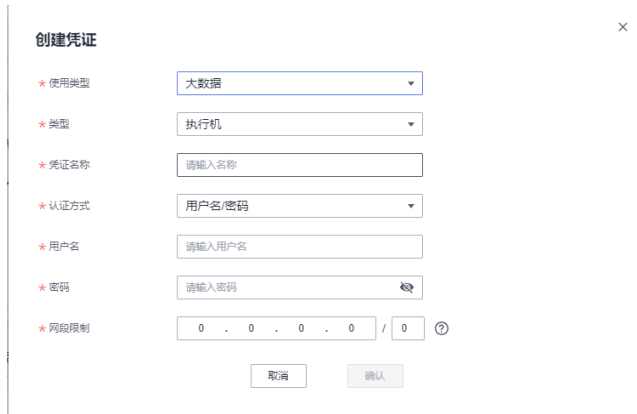 创建凭证
* 使用类型 大数据
* 类型 执行机
* 凭证名称 请输入名称
* 认证方式 用户名/密码
* 用户名 请输入用户名
* 密码 请输入密码
* 网段限制 0 . 0 . 0 . 0 / 0 ?
取消 确认